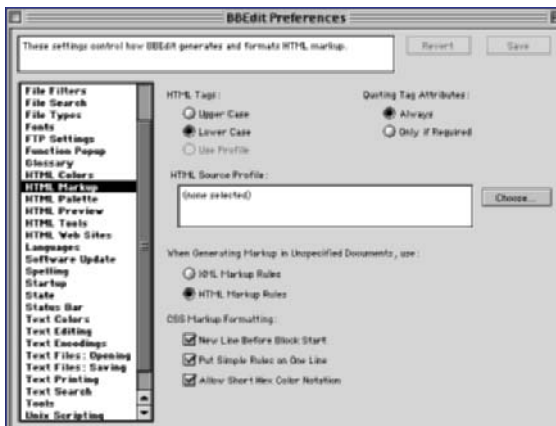 BBEdit Preferences
These settings control how BBEdit generates and formats HTML markup.
Revert
Save
File Filters
File Search
File Types
Fonts
FTP Settings
Function Popup
Glossary
HTML Colors
HTML Markup
HTML Palette
HTML Preview
HTML Tools
HTML Web Sites
Languages
Software Update
Spelling
Startup
State
Status Bar
Text Colors
Text Editing
Text Encodings
Text Files: Opening
Text Files: Saving
Text Printing
Text Search
Tools
Unix Scripting
HTML Tags:
Upper Case
Lower Case
Use Profile
Quoting Tag Attributes:
Always
Only if Required
HTML Source Profile:
(none selected)
Choose...
When Generating Markup in Unspecified Documents, use:
XML Markup Rules
HTML Markup Rules
CSS Markup Formatting:
New Line Before Block Start
Put Simple Rules on One Line
Allow Short Hex Color Notation